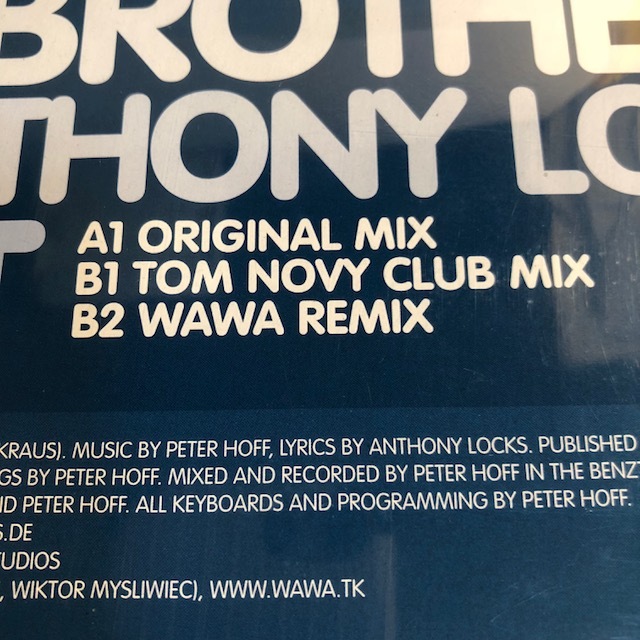 BROTHE
THONY LO
T
A1 ORIGINAL MIX
B1 TOM NOVY CLUB MIX
B2 WAWA REMIX
KRAUS). MUSIC BY PETER HOFF, LYRICS BY ANTHONY LOCKS. PUBLISHED
GS BY PETER HOFF. MIXED AND RECORDED BY PETER HOFF IN THE BENZT
ND PETER HOFF. ALL KEYBOARDS AND PROGRAMMING BY PETER HOFF.
S.DE
TUDIOS
, WIKTOR MYSLIWIEC), WWW.WAWA.TK